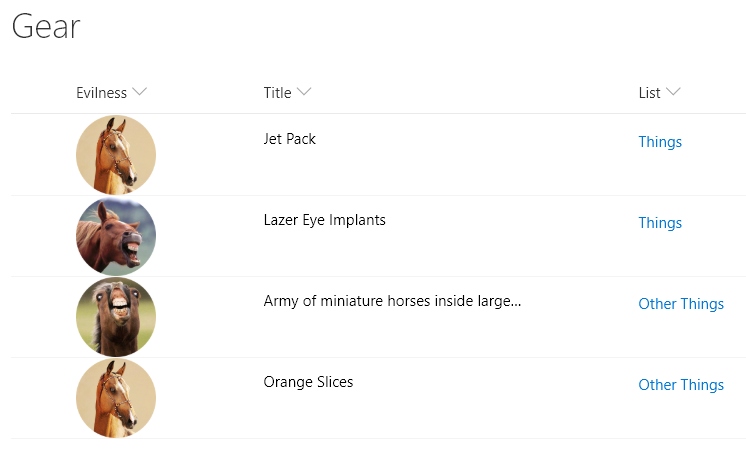 Gear
Evilness Title List
Jet Pack Things
Lazer Eye Implants Things
Army of miniature horses inside large... Other Things
Orange Slices Other Things